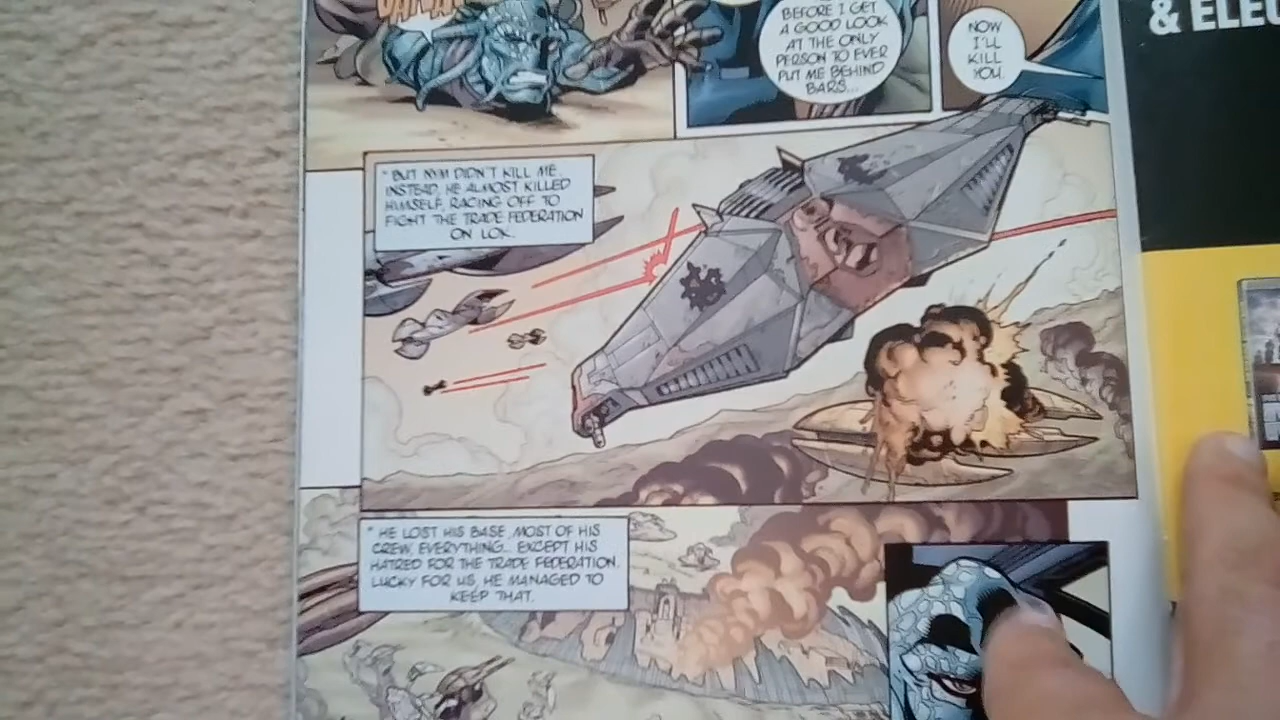 BEFORE I GET
A GOOD LOOK
AT THE ONLY
PERSON TO EVER
PUT ME BEHIND
BARS...
NOW
I'LL
KILL
YOU.
"BUT NYM DIDN'T KILL ME.
INSTEAD, HE ALMOST KILLED
HIMSELF, RACING OFF TO
FIGHT THE TRADE FEDERATION
ON LOK.
"HE LOST HIS BASE, MOST OF HIS
CREW, EVERYTHING... EXCEPT HIS
HATRED FOR THE TRADE FEDERATION.
LUCKY FOR US, HE MANAGED TO
KEEP THAT.
&